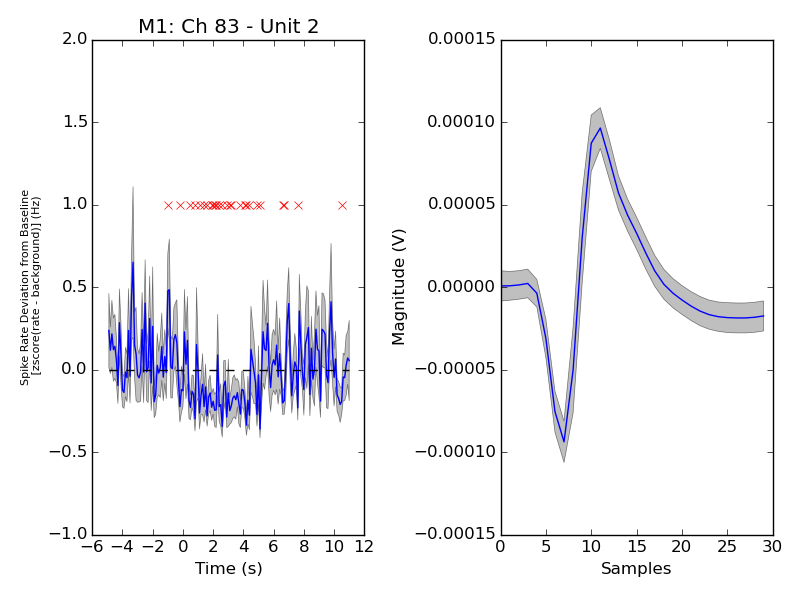 M1: Ch 83 - Unit 2
2.0
1.5
1.0
0.5
0.0
−0.5
−1.0
−6 −4 −2 0 2 4 6 8 10 12
Time (s)
Spike Rate Deviation from Baseline
[zscore(rate - background)] (Hz)
0.00015
0.00010
0.00005
0.00000
−0.00005
−0.00010
−0.00015
0 5 10 15 20 25 30
Samples
Magnitude (V)